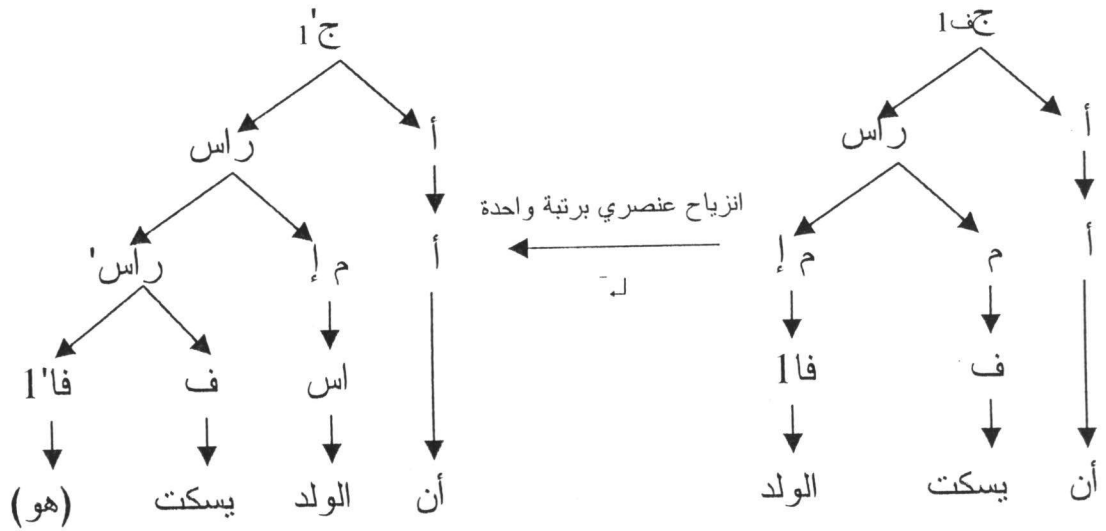 جف1
أ راس
أ م م إ
ف فا1
أن يسكت الولد
انزياح عنصري برتبة واحدة
ج'1
أ راس
أ م إ راس'
اس ف فا'1
أن الولد يسكت (هو)